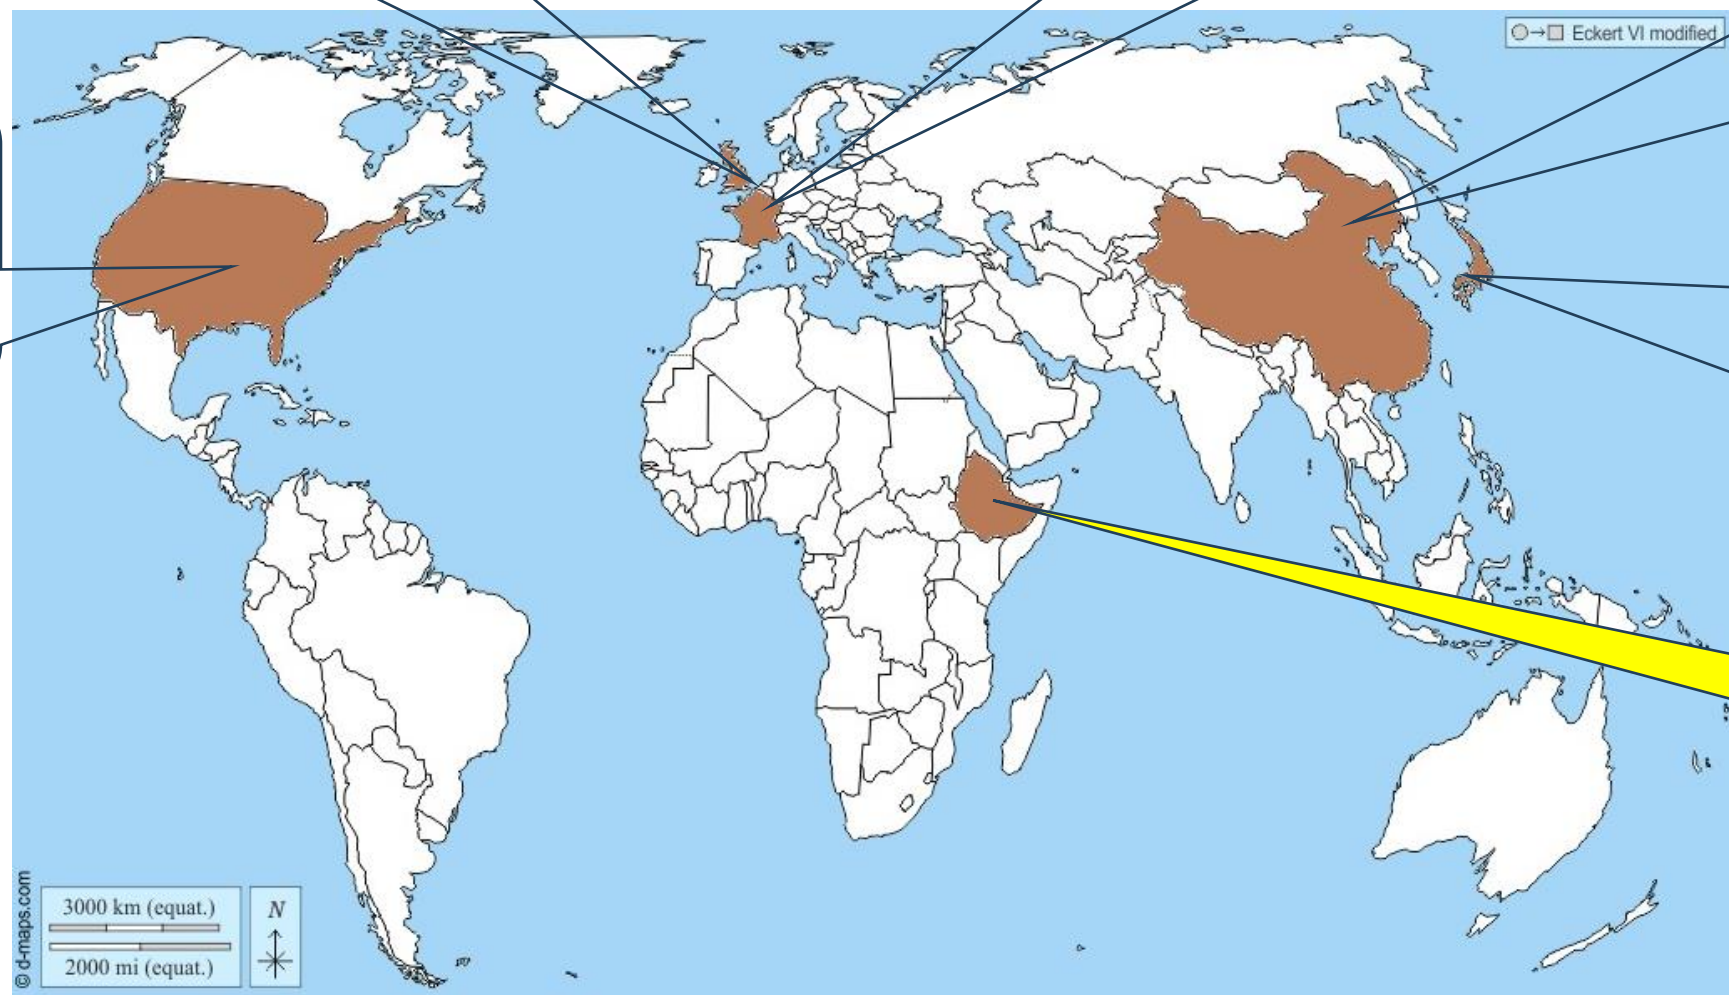 Eckert VI modified
3000 km (equat.)
2000 mi (equat.)
N
© d-maps.com